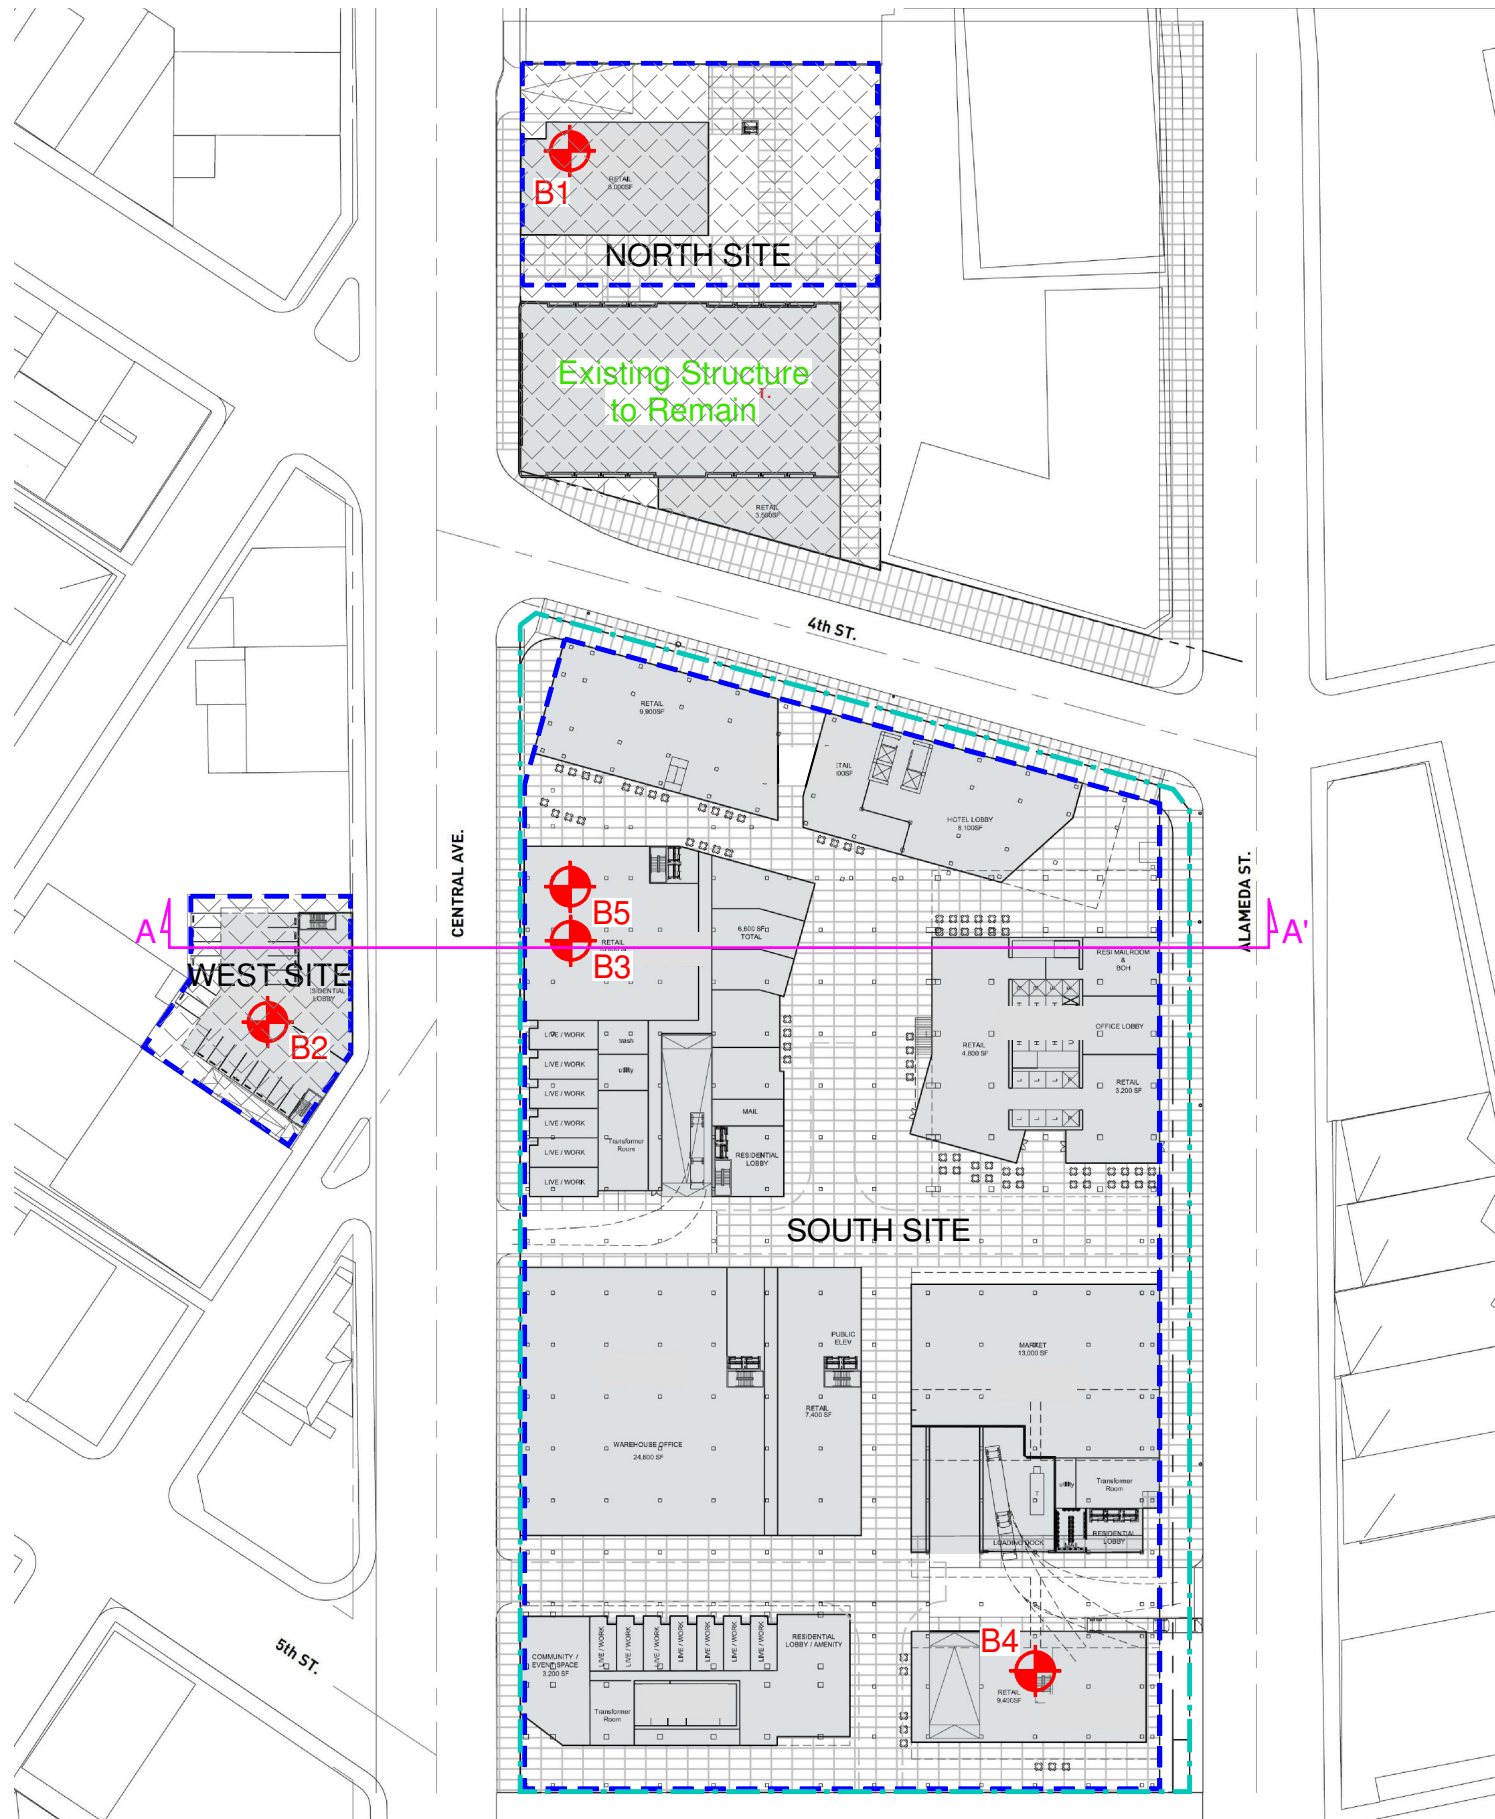 RETAIL
6,000SF
B1
NORTH SITE
Existing Structure
to Remain
RETAIL
3,500SF
4th ST.
RETAIL
9,900SF
HOTEL LOBBY
8,100SF
CENTRAL AVE.
ALAMEDA ST.
B5
6,600 SF
TOTAL
RETAIL
B3
A
A'
WEST SITE
LOBBY
B2
RESI MAILROOM
&
BOH
OFFICE LOBBY
RETAIL
4,800 SF
RETAIL
3,200 SF
LIVE / WORK
LIVE / WORK
LIVE / WORK
LIVE / WORK
LIVE / WORK
LIVE / WORK
trash
utility
Transformer
Room
MAIL
RESIDENTIAL
LOBBY
SOUTH SITE
PUBLIC
ELEV
RETAIL
7,400 SF
WAREHOUSE OFFICE
24,600 SF
MARKET
13,000 SF
utility
Transformer
Room
T
LOADING DOCK
MAIL
RESIDENTIAL
LOBBY
5th ST.
COMMUNITY /
EVENT SPACE
3,200 SF
LIVE / WORK
LIVE / WORK
LIVE / WORK
LIVE / WORK
LIVE / WORK
LIVE / WORK
LIVE / WORK
RESIDENTIAL
LOBBY / AMENITY
Transformer
Room
B4
RETAIL
9,400SF